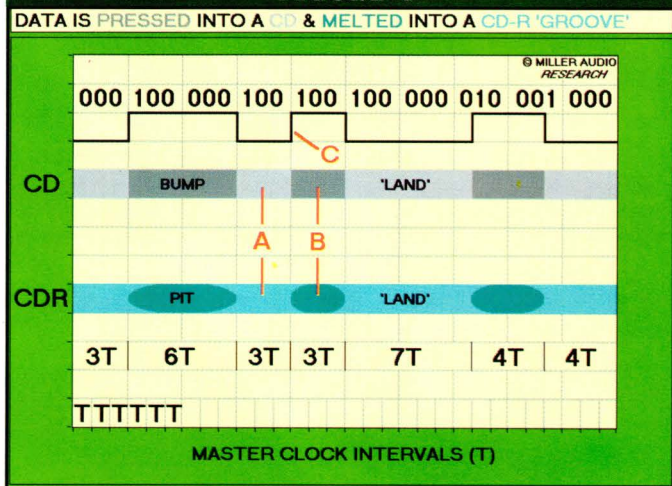 DATA IS PRESSED INTO A CD & MELTED INTO A CD-R 'GROOVE'
© MILLER AUDIO
RESEARCH
000 100 000 100 100 100 000 010 001 000
C
CD BUMP 'LAND'
A B
CDR PIT 'LAND'
3T 6T 3T 3T 7T 4T 4T
TTTTTT
MASTER CLOCK INTERVALS (T)